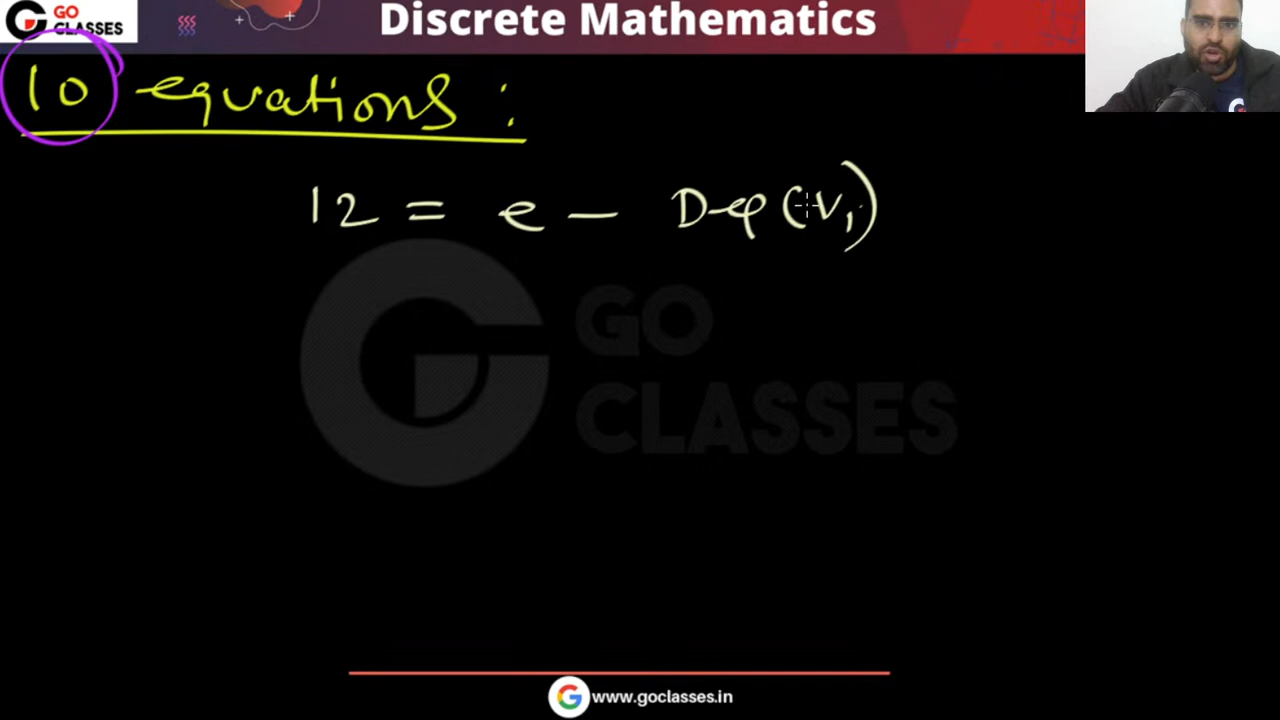 GO CLASSES
Discrete Mathematics
10 equations :
12 = e - Deg(V₁)
GO
CLASSES
www.goclasses.in